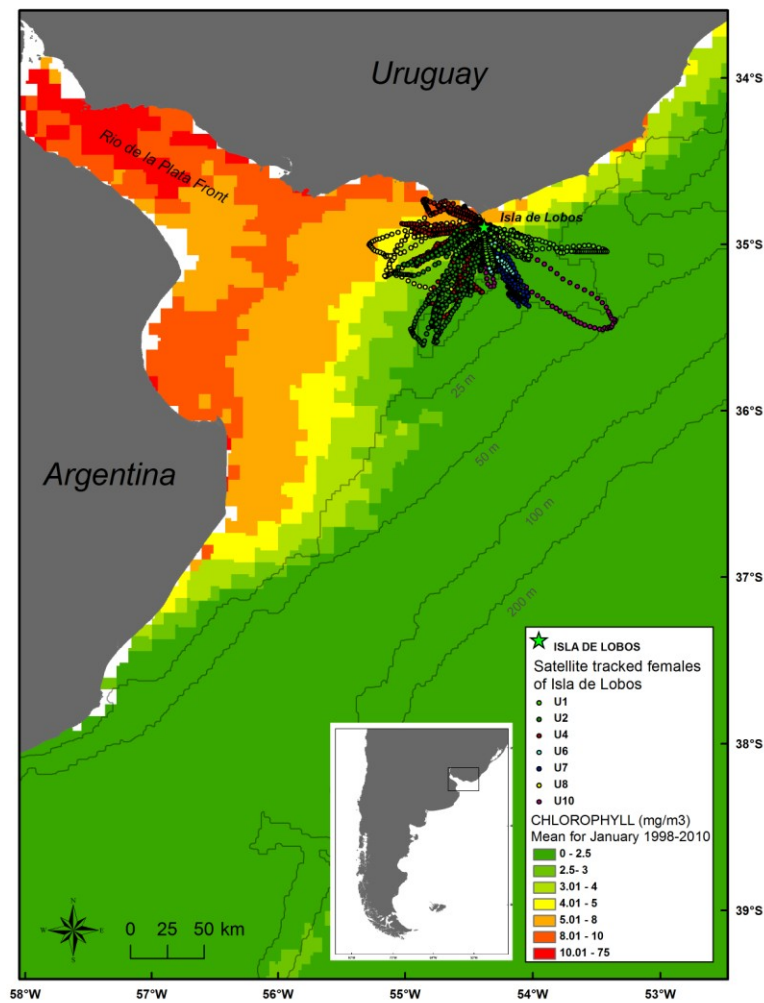 Uruguay
Rio de la Plata Front
Isla de Lobos
Argentina
25 m
50 m
100 m
200 m
34°S
35°S
36°S
37°S
38°S
39°S
ISLA DE LOBOS
Satellite tracked females
of Isla de Lobos
U1
U2
U4
U6
U7
U8
U10
CHLOROPHYLL (mg/m3)
Mean for January 1998-2010
0 - 2.5
2.5- 3
3.01 - 4
4.01 - 5
5.01 - 8
8.01 - 10
10.01 - 75
N
W E
S
0 25 50 km
58°W 57°W 56°W 55°W 54°W 53°W